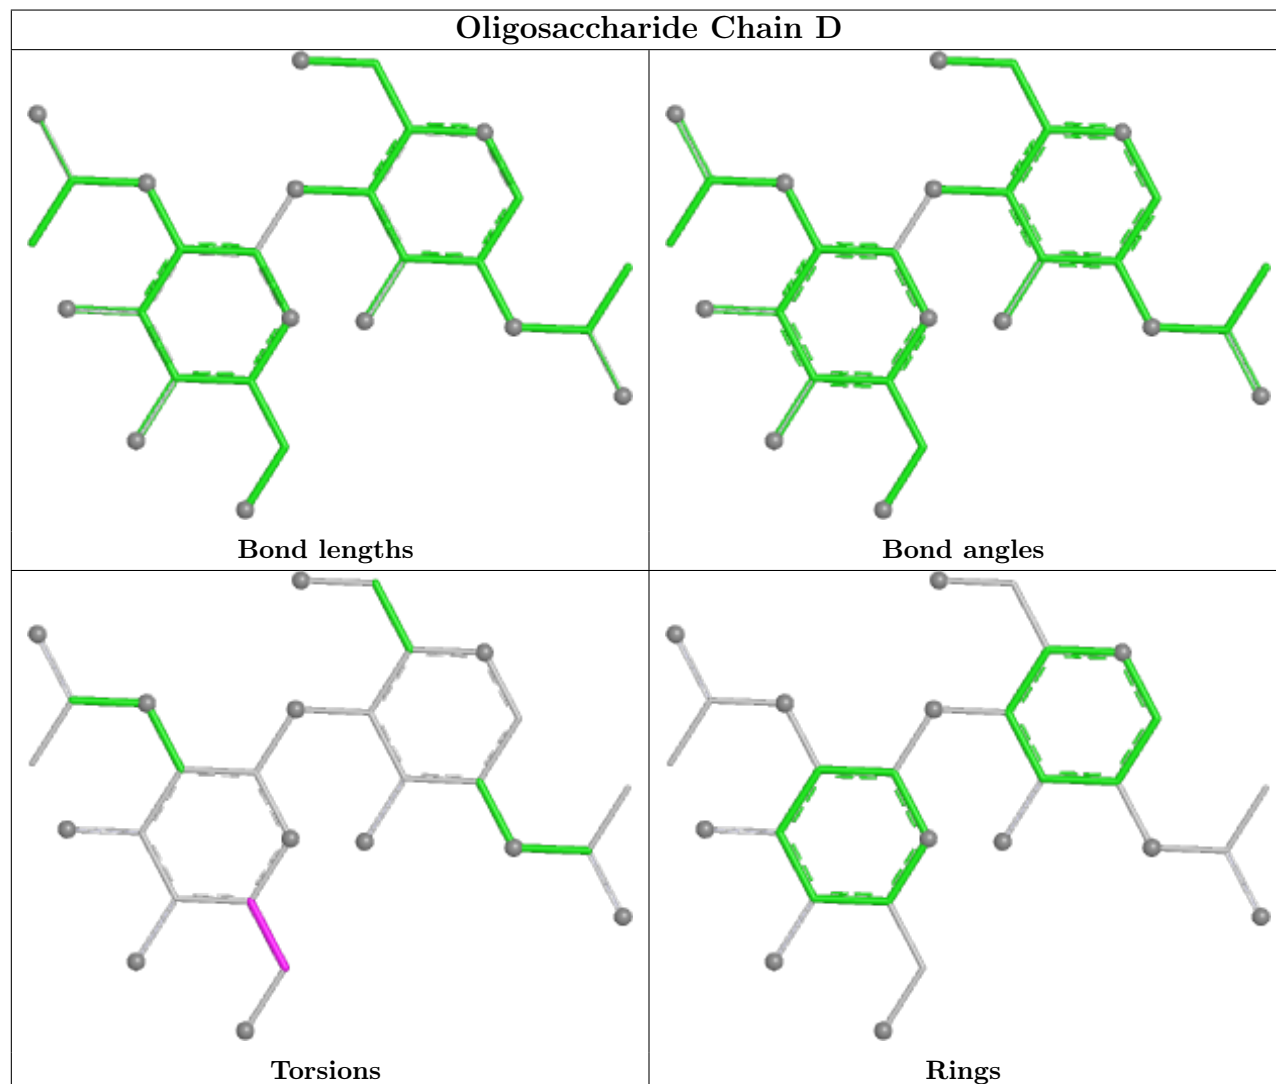 Oligosaccharide Chain D
Bond lengths
Bond angles
Torsions
Rings